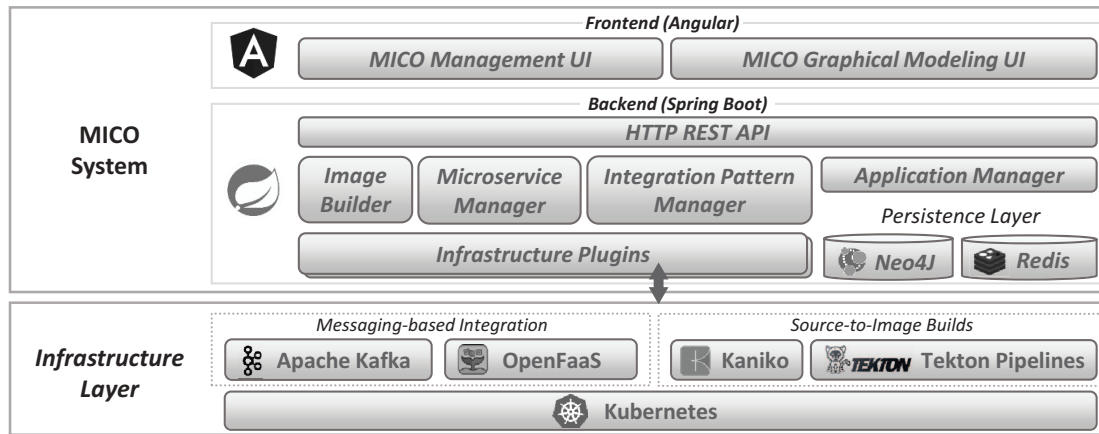 Frontend (Angular)
A
MICO Management UI
MICO Graphical Modeling UI
MICO
System
Backend (Spring Boot)
HTTP REST API
Image
Builder
Microservice
Manager
Integration Pattern
Manager
Application Manager
Persistence Layer
Infrastructure Plugins
Neo4J
Redis
Infrastructure
Layer
Messaging-based Integration
Source-to-Image Builds
Apache Kafka
OpenFaaS
Kaniko
TEKTON Tekton Pipelines
Kubernetes